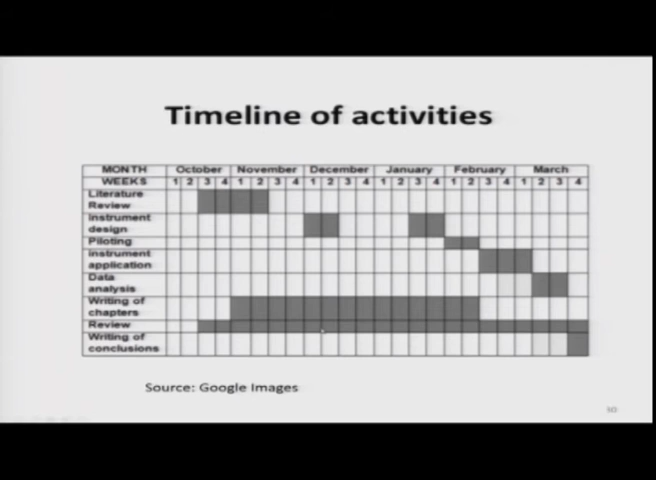 Timeline of activities
MONTH October November December January February March
WEEKS 1 2 3 4 1 2 3 4 1 2 3 4 1 2 3 4 1 2 3 4 1 2 3 4
Literature
Review
Instrument
design
Piloting
Instrument
application
Data
analysis
Writing of
chapters
Review
Writing of
conclusions
Source: Google Images